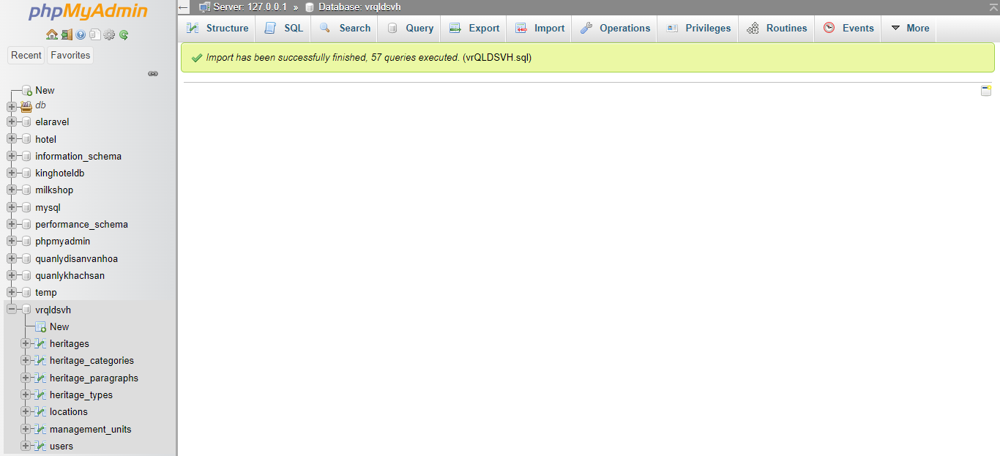 phpMyAdmin
Recent Favorites
New
db
elaravel
hotel
information_schema
kinghoteldb
milkshop
mysql
performance_schema
phpmyadmin
quanlydisanvanhoa
quanlykhachsan
temp
vrqldsvh
New
heritages
heritage_categories
heritage_paragraphs
heritage_types
locations
management_units
users
← Server: 127.0.0.1 » Database: vrqldsvh
Structure SQL Search Query Export Import Operations Privileges Routines Events More
Import has been successfully finished, 57 queries executed. (vrQLDSVH.sql)